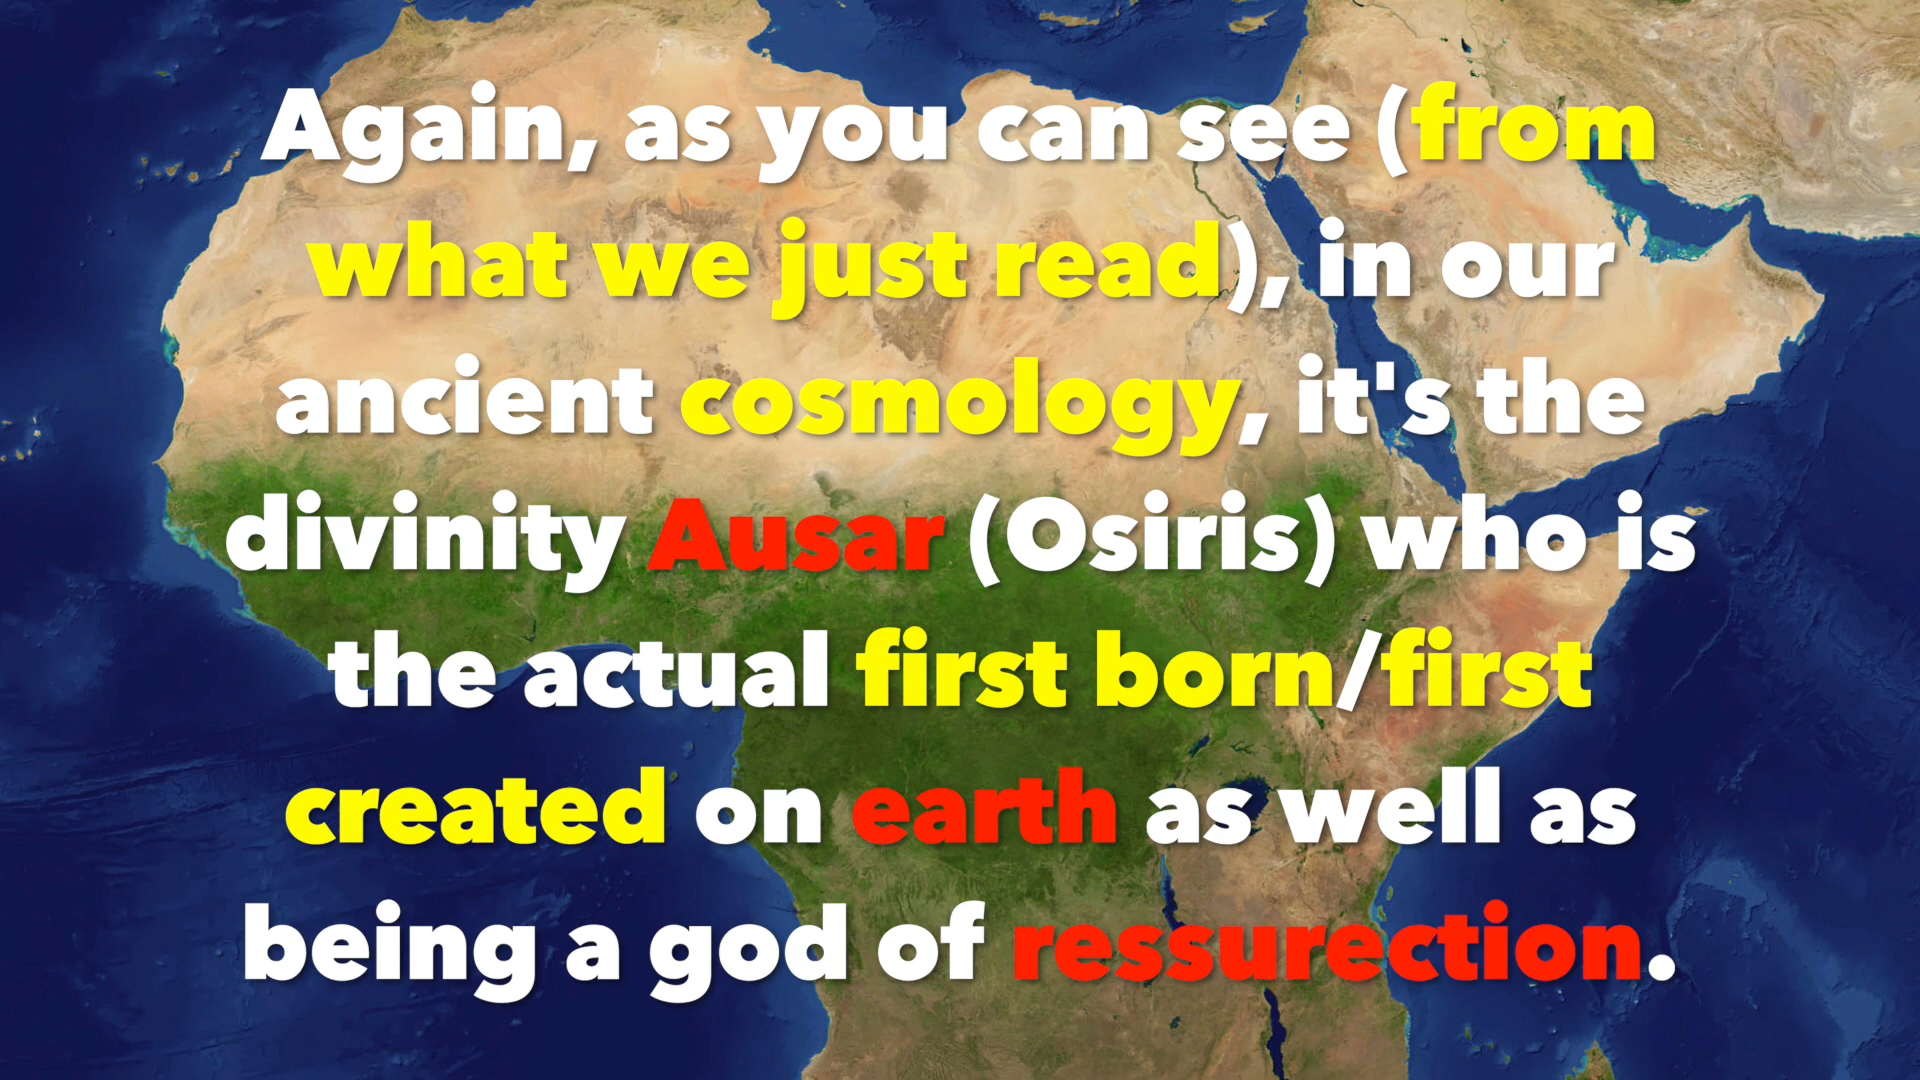 Again, as you can see (from
what we just read), in our
ancient cosmology, it's the
divinity Ausar (Osiris) who is
the actual first born/first
created on earth as well as
being a god of ressurection.